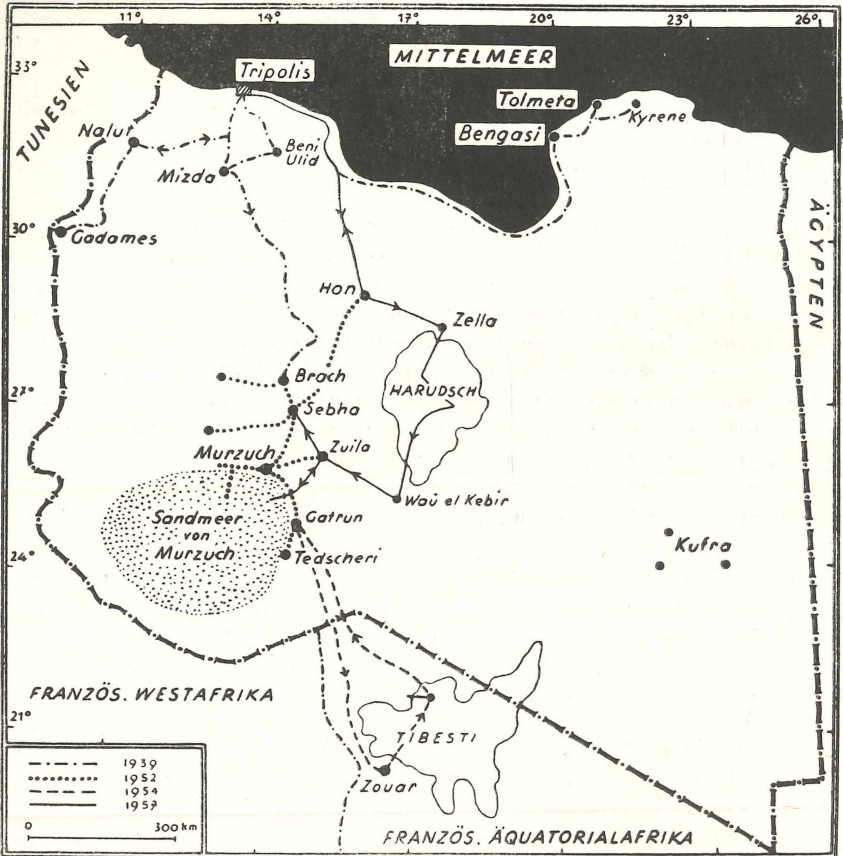 11° 14° 17° 20° 23° 26°
33°
MITTELMEER
Tripolis
TUNESIEN
Tolmeta
Kyrene
Nalut
Bengasi
Beni
Ulid
Mizda
30°
Gadames
ÄGYPTEN
Hon
Zella
Brach
HARUDSCH
27°
Sebha
Murzuch
Zuila
Waū el Kebir
Sandmeer
von
Murzuch
Gatrun
Tedscheri
Kufra
24°
FRANZÖS. WESTAFRIKA
21°
TIBESTI
Zouar
1939
1952
1954
1957
0 300 km
FRANZÖS. ÄQUATORIALAFRIKA